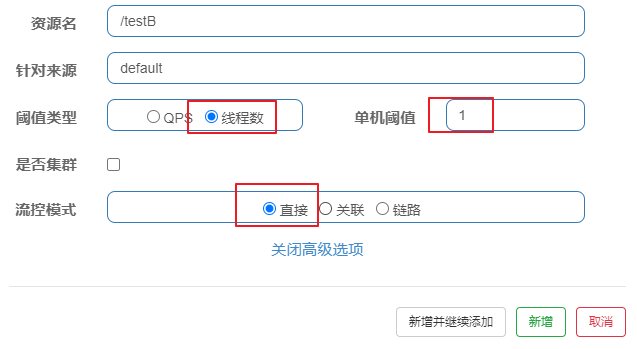 资源名 /testB
针对来源 default
阈值类型 QPS 线程数 单机阈值 1
是否集群
流控模式 直接 关联 链路
关闭高级选项
新增并继续添加 新增 取消